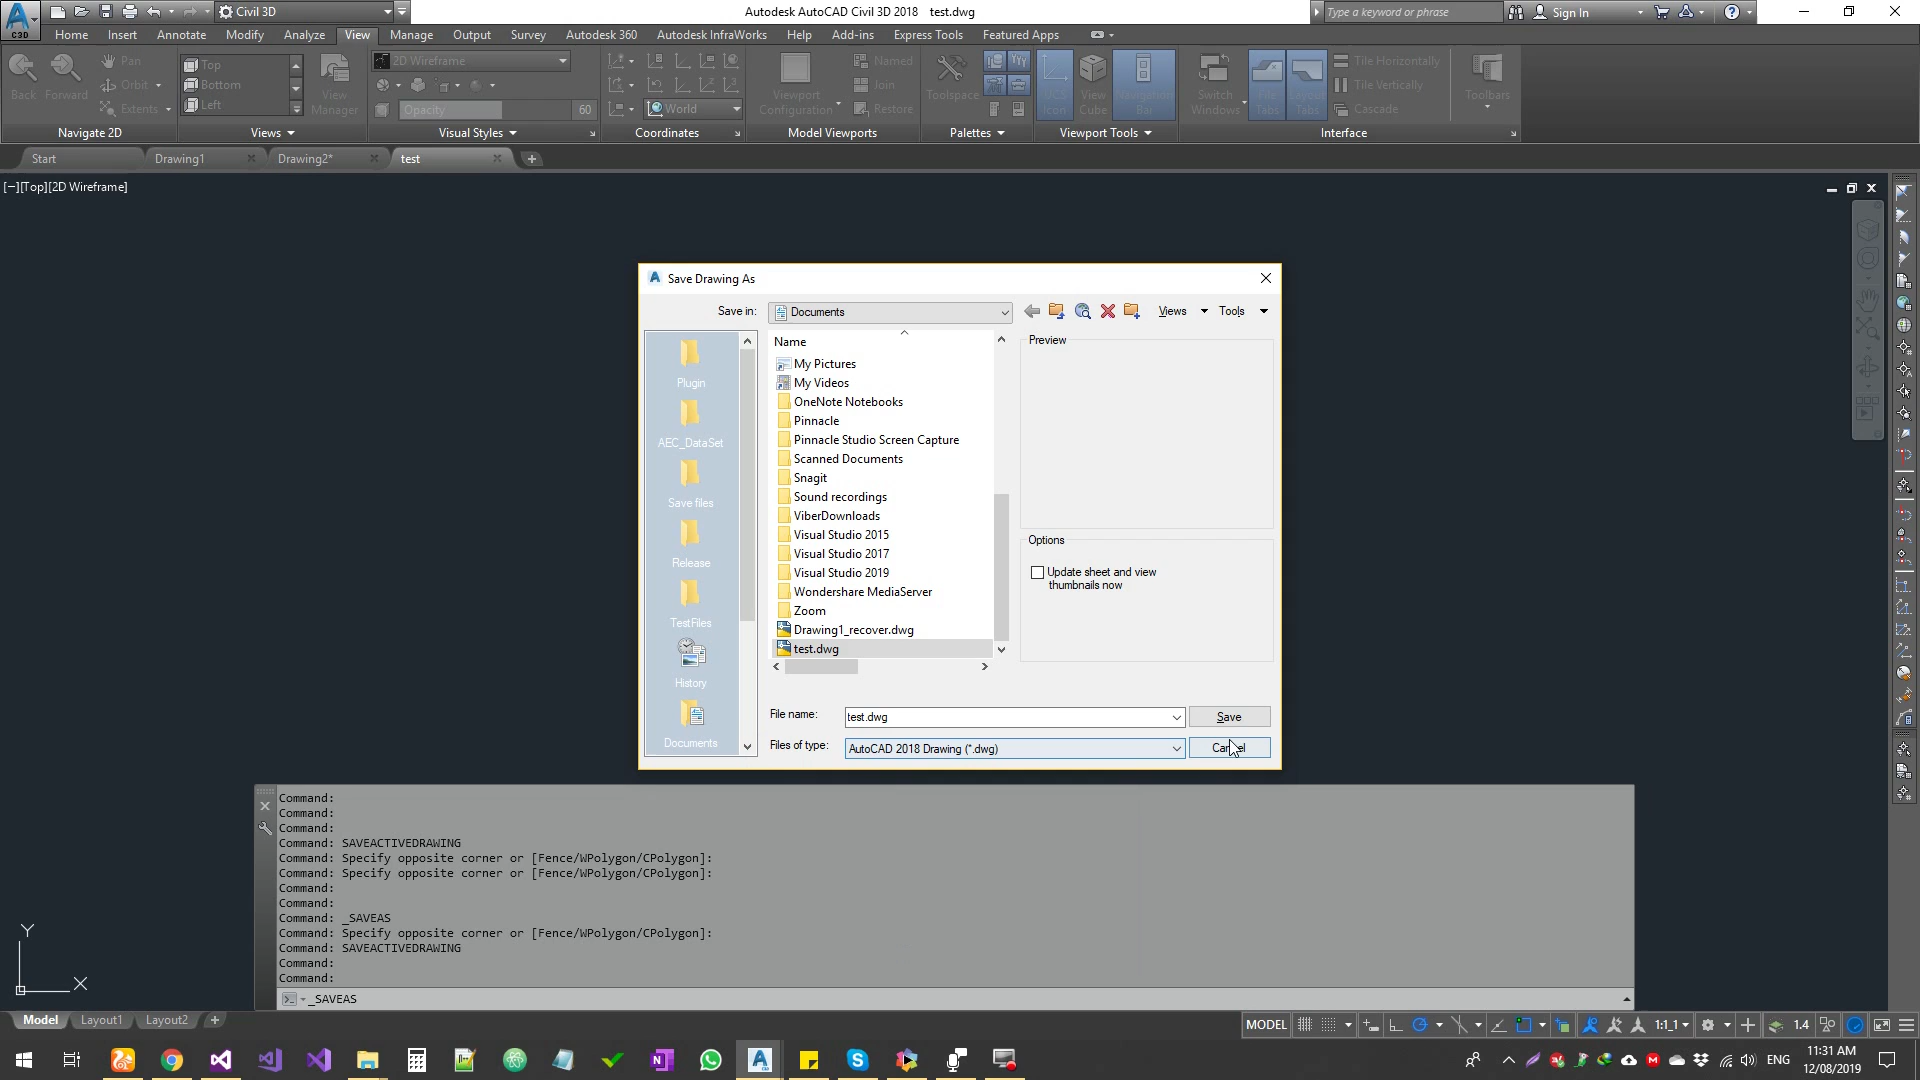 Civil 3D
Autodesk AutoCAD Civil 3D 2018 test.dwg
Type a keyword or phrase
Sign In
C3D
Home Insert Annotate Modify Analyze View Manage Output Survey Autodesk 360 Autodesk InfraWorks Help Add-ins Express Tools Featured Apps
Back
Forward
Pan
Orbit
Extents
Navigate 2D
Top
Bottom
Left
View
Manager
Views
2D Wireframe
Opacity 60
Visual Styles
World
Coordinates
Viewport
Configuration
Named
Join
Restore
Model Viewports
Toolspace
Palettes
UCS
Icon
View
Cube
Navigation
Bar
Viewport Tools
Switch
Windows
File
Tabs
Layout
Tabs
Tile Horizontally
Tile Vertically
Cascade
Toolbars
Interface
Start Drawing1 Drawing2* test
[−][Top][2D Wireframe]
Save Drawing As
Save in: Documents
Views Tools
Plugin
AEC_DataSet
Save files
Release
TestFiles
History
Documents
Name
My Pictures
My Videos
OneNote Notebooks
Pinnacle
Pinnacle Studio Screen Capture
Scanned Documents
Snagit
Sound recordings
ViberDownloads
Visual Studio 2015
Visual Studio 2017
Visual Studio 2019
Wondershare MediaServer
Zoom
Drawing1_recover.dwg
test.dwg
Preview
Options
Update sheet and view
thumbnails now
File name: test.dwg Save
Files of type: AutoCAD 2018 Drawing (*.dwg) Cancel
Command:
Command:
Command:
Command: SAVEACTIVEDRAWING
Command: Specify opposite corner or [Fence/WPolygon/CPolygon]:
Command: Specify opposite corner or [Fence/WPolygon/CPolygon]:
Command:
Command:
Command: _SAVEAS
Command: Specify opposite corner or [Fence/WPolygon/CPolygon]:
Command: SAVEACTIVEDRAWING
Command:
Command:
_SAVEAS
Y
X
Model Layout1 Layout2
MODEL 1:1_1 1.4
ENG
11:31 AM
12/08/2019